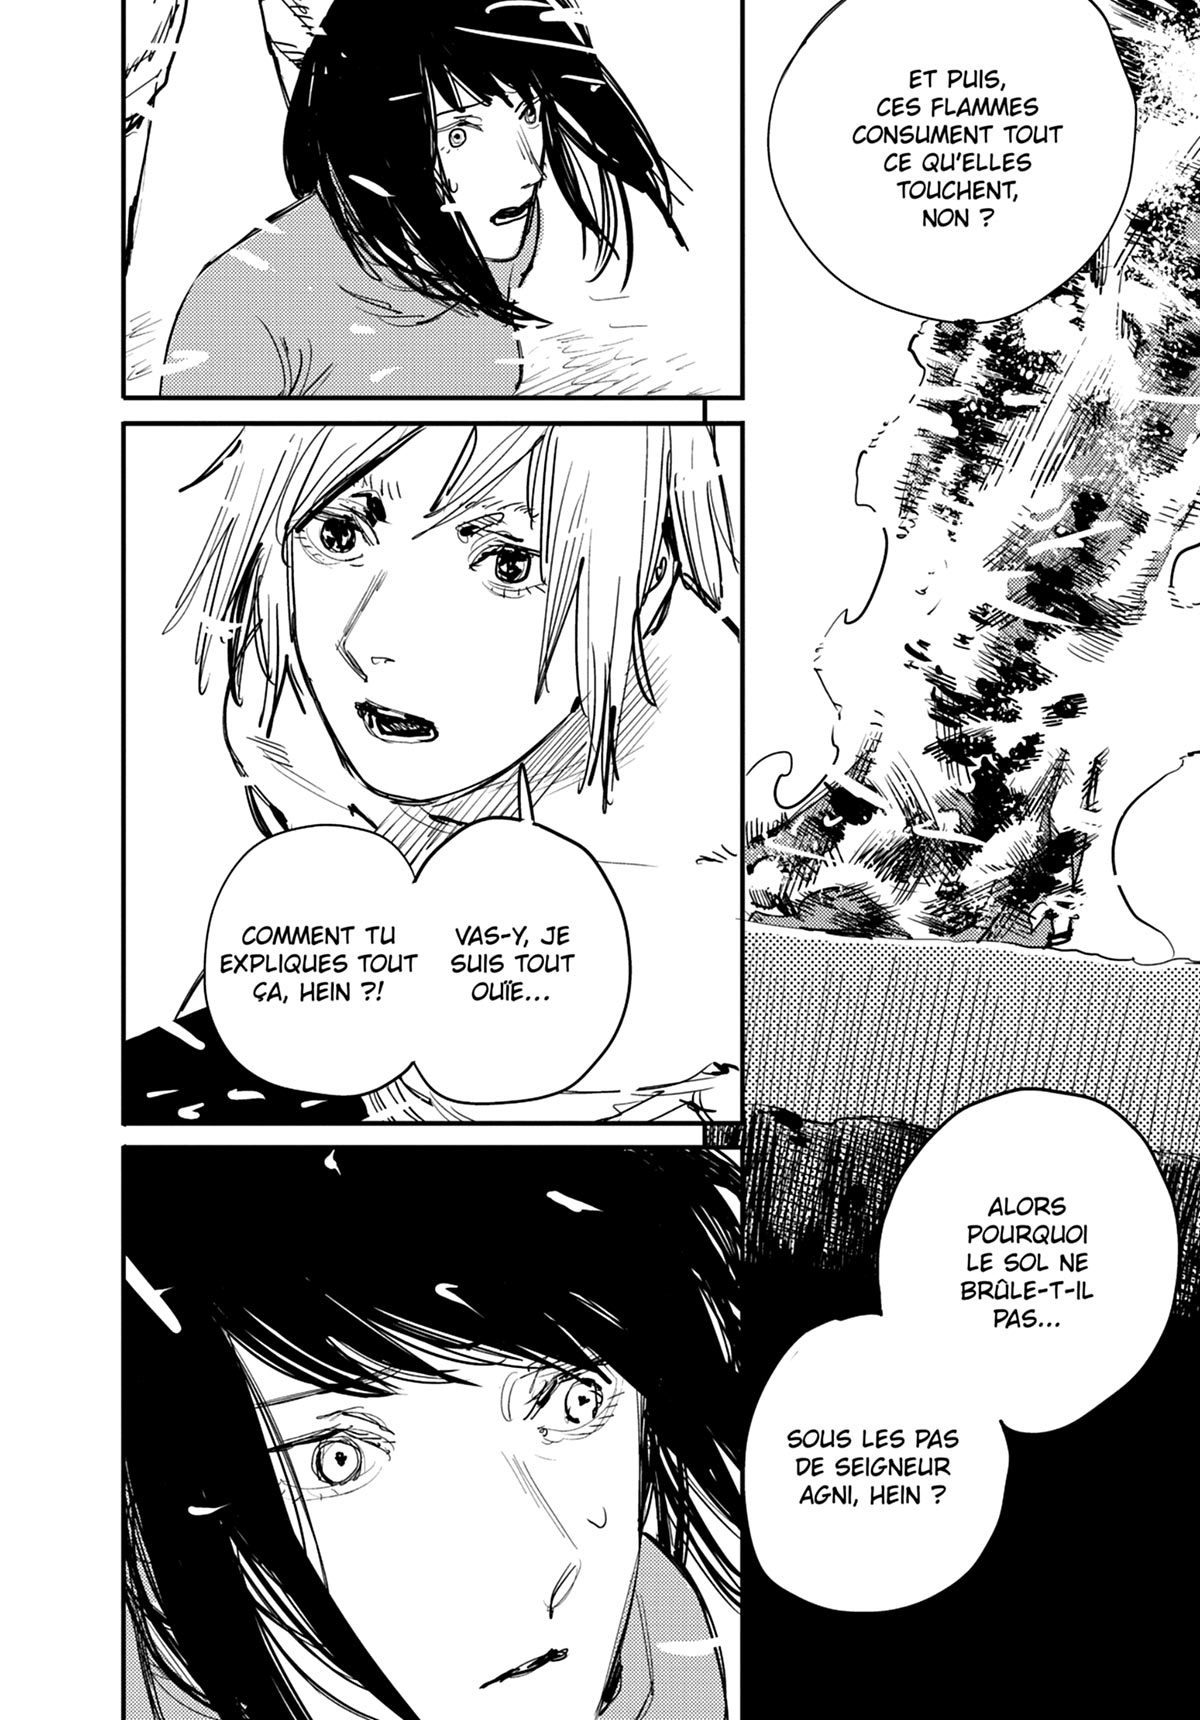 ET PUIS,
CES FLAMMES
CONSUMENT TOUT
CE QU'ELLES
TOUCHENT,
NON ?
ALORS
POURQUOI
LE SOL NE
BRÛLE-T-IL
PAS...
SOUS LES PAS
DE SEIGNEUR
AGNI, HEIN ?
VAS-Y, JE
SUIS TOUT
OUÏE...
COMMENT TU
EXPLIQUES TOUT
ÇA, HEIN ?!